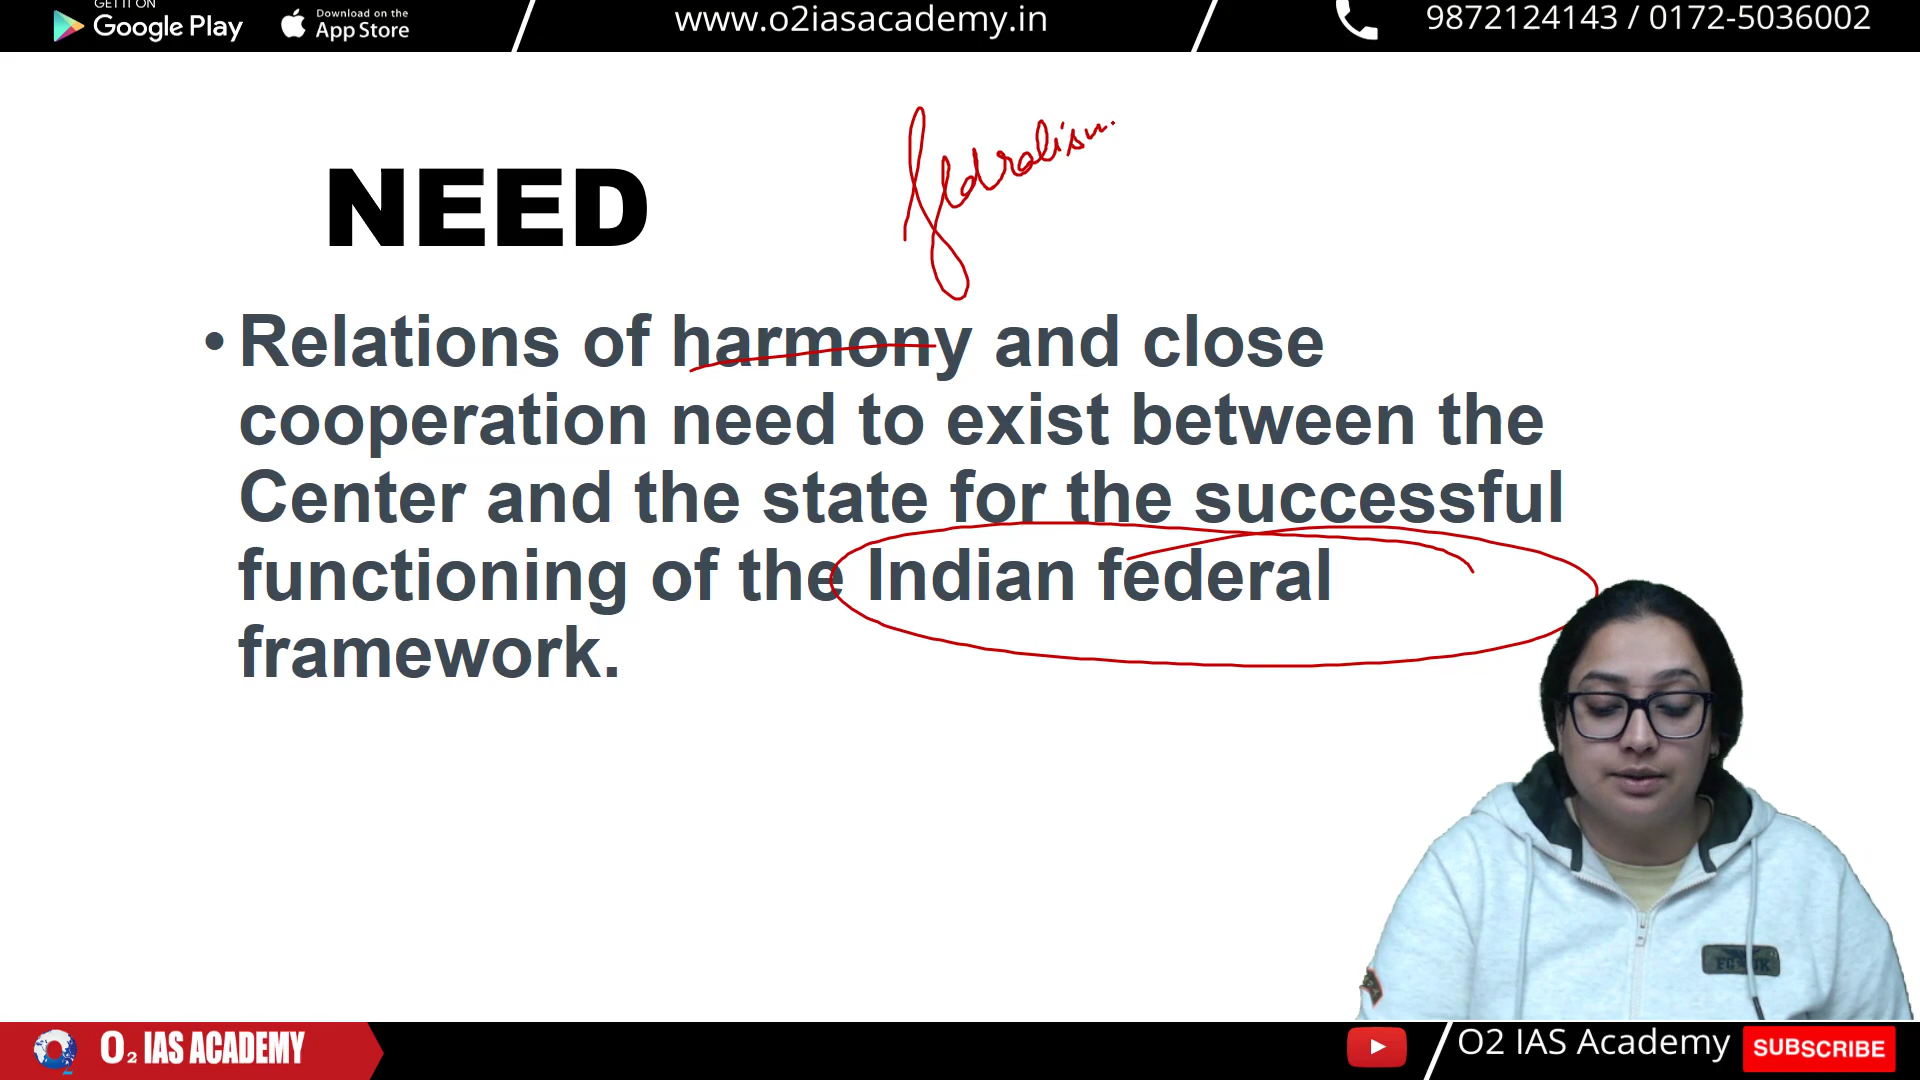 GET IT ON
Google Play
Download on the
App Store
www.o2iasacademy.in
9872124143 / 0172-5036002
fedralism.
NEED
• Relations of harmony and close
cooperation need to exist between the
Center and the state for the successful
functioning of the Indian federal
framework.
O2 IAS ACADEMY
O2 IAS Academy
SUBSCRIBE